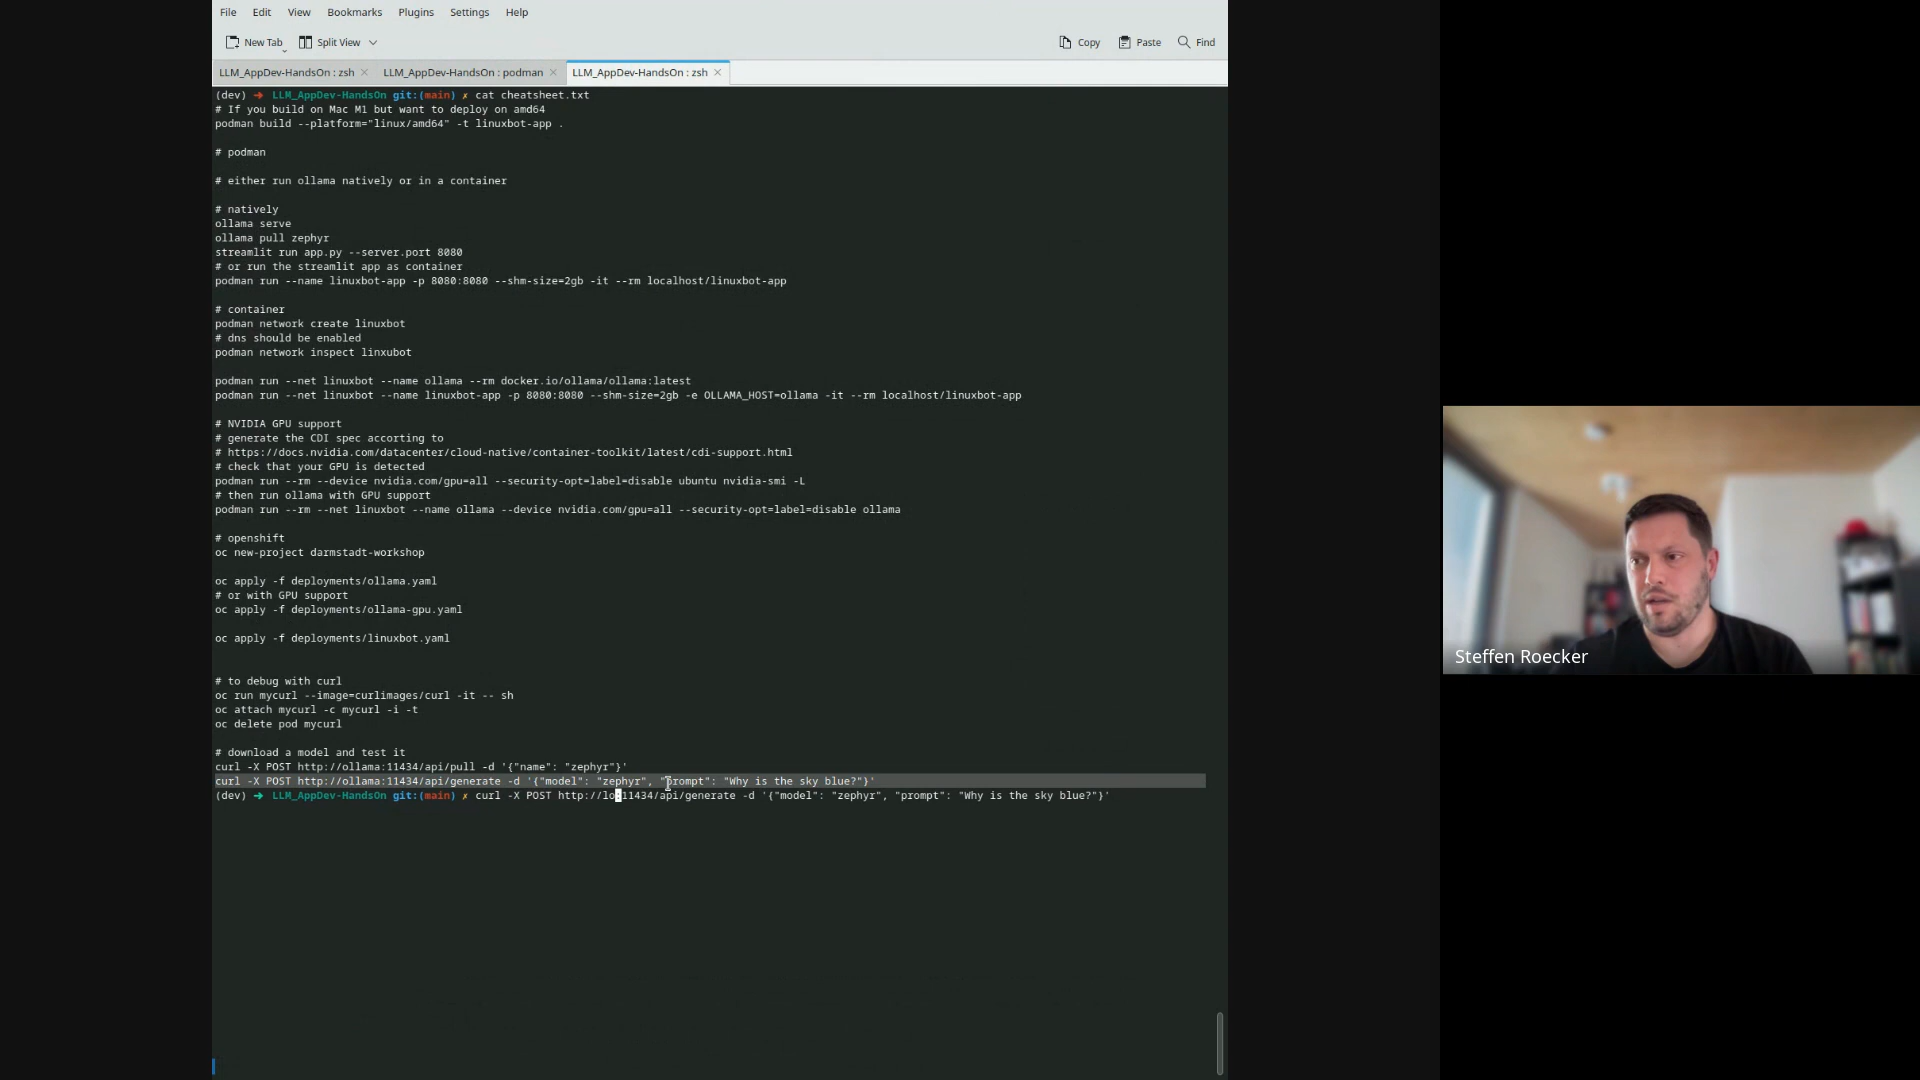 File Edit View Bookmarks Plugins Settings Help
New Tab Split View Copy Paste Find
LLM_AppDev-HandsOn : zsh LLM_AppDev-HandsOn : podman LLM_AppDev-HandsOn : zsh
(dev) ➜ LLM_AppDev-HandsOn git:(main) ✗ cat cheatsheet.txt
# If you build on Mac M1 but want to deploy on amd64
podman build --platform="linux/amd64" -t linuxbot-app .
# podman
# either run ollama natively or in a container
# natively
ollama serve
ollama pull zephyr
streamlit run app.py --server.port 8080
# or run the streamlit app as container
podman run --name linuxbot-app -p 8080:8080 --shm-size=2gb -it --rm localhost/linuxbot-app
# container
podman network create linuxbot
# dns should be enabled
podman network inspect linxubot
podman run --net linuxbot --name ollama --rm docker.io/ollama/ollama:latest
podman run --net linuxbot --name linuxbot-app -p 8080:8080 --shm-size=2gb -e OLLAMA_HOST=ollama -it --rm localhost/linuxbot-app
# NVIDIA GPU support
# generate the CDI spec accorting to
# https://docs.nvidia.com/datacenter/cloud-native/container-toolkit/latest/cdi-support.html
# check that your GPU is detected
podman run --rm --device nvidia.com/gpu=all --security-opt=label=disable ubuntu nvidia-smi -L
# then run ollama with GPU support
podman run --rm --net linuxbot --name ollama --device nvidia.com/gpu=all --security-opt=label=disable ollama
# openshift
oc new-project darmstadt-workshop
oc apply -f deployments/ollama.yaml
# or with GPU support
oc apply -f deployments/ollama-gpu.yaml
oc apply -f deployments/linuxbot.yaml
# to debug with curl
oc run mycurl --image=curlimages/curl -it -- sh
oc attach mycurl -c mycurl -i -t
oc delete pod mycurl
# download a model and test it
curl -X POST http://ollama:11434/api/pull -d '{"name": "zephyr"}'
curl -X POST http://ollama:11434/api/generate -d '{"model": "zephyr", "prompt": "Why is the sky blue?"}'
(dev) ➜ LLM_AppDev-HandsOn git:(main) ✗ curl -X POST http://lo:11434/api/generate -d '{"model": "zephyr", "prompt": "Why is the sky blue?"}'
Steffen Roecker